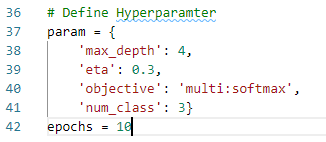 36 # Define Hyperparamter
37 param = {
38     'max_depth': 4,
39     'eta': 0.3,
40     'objective': 'multi:softmax',
41     'num_class': 3}
42 epochs = 10